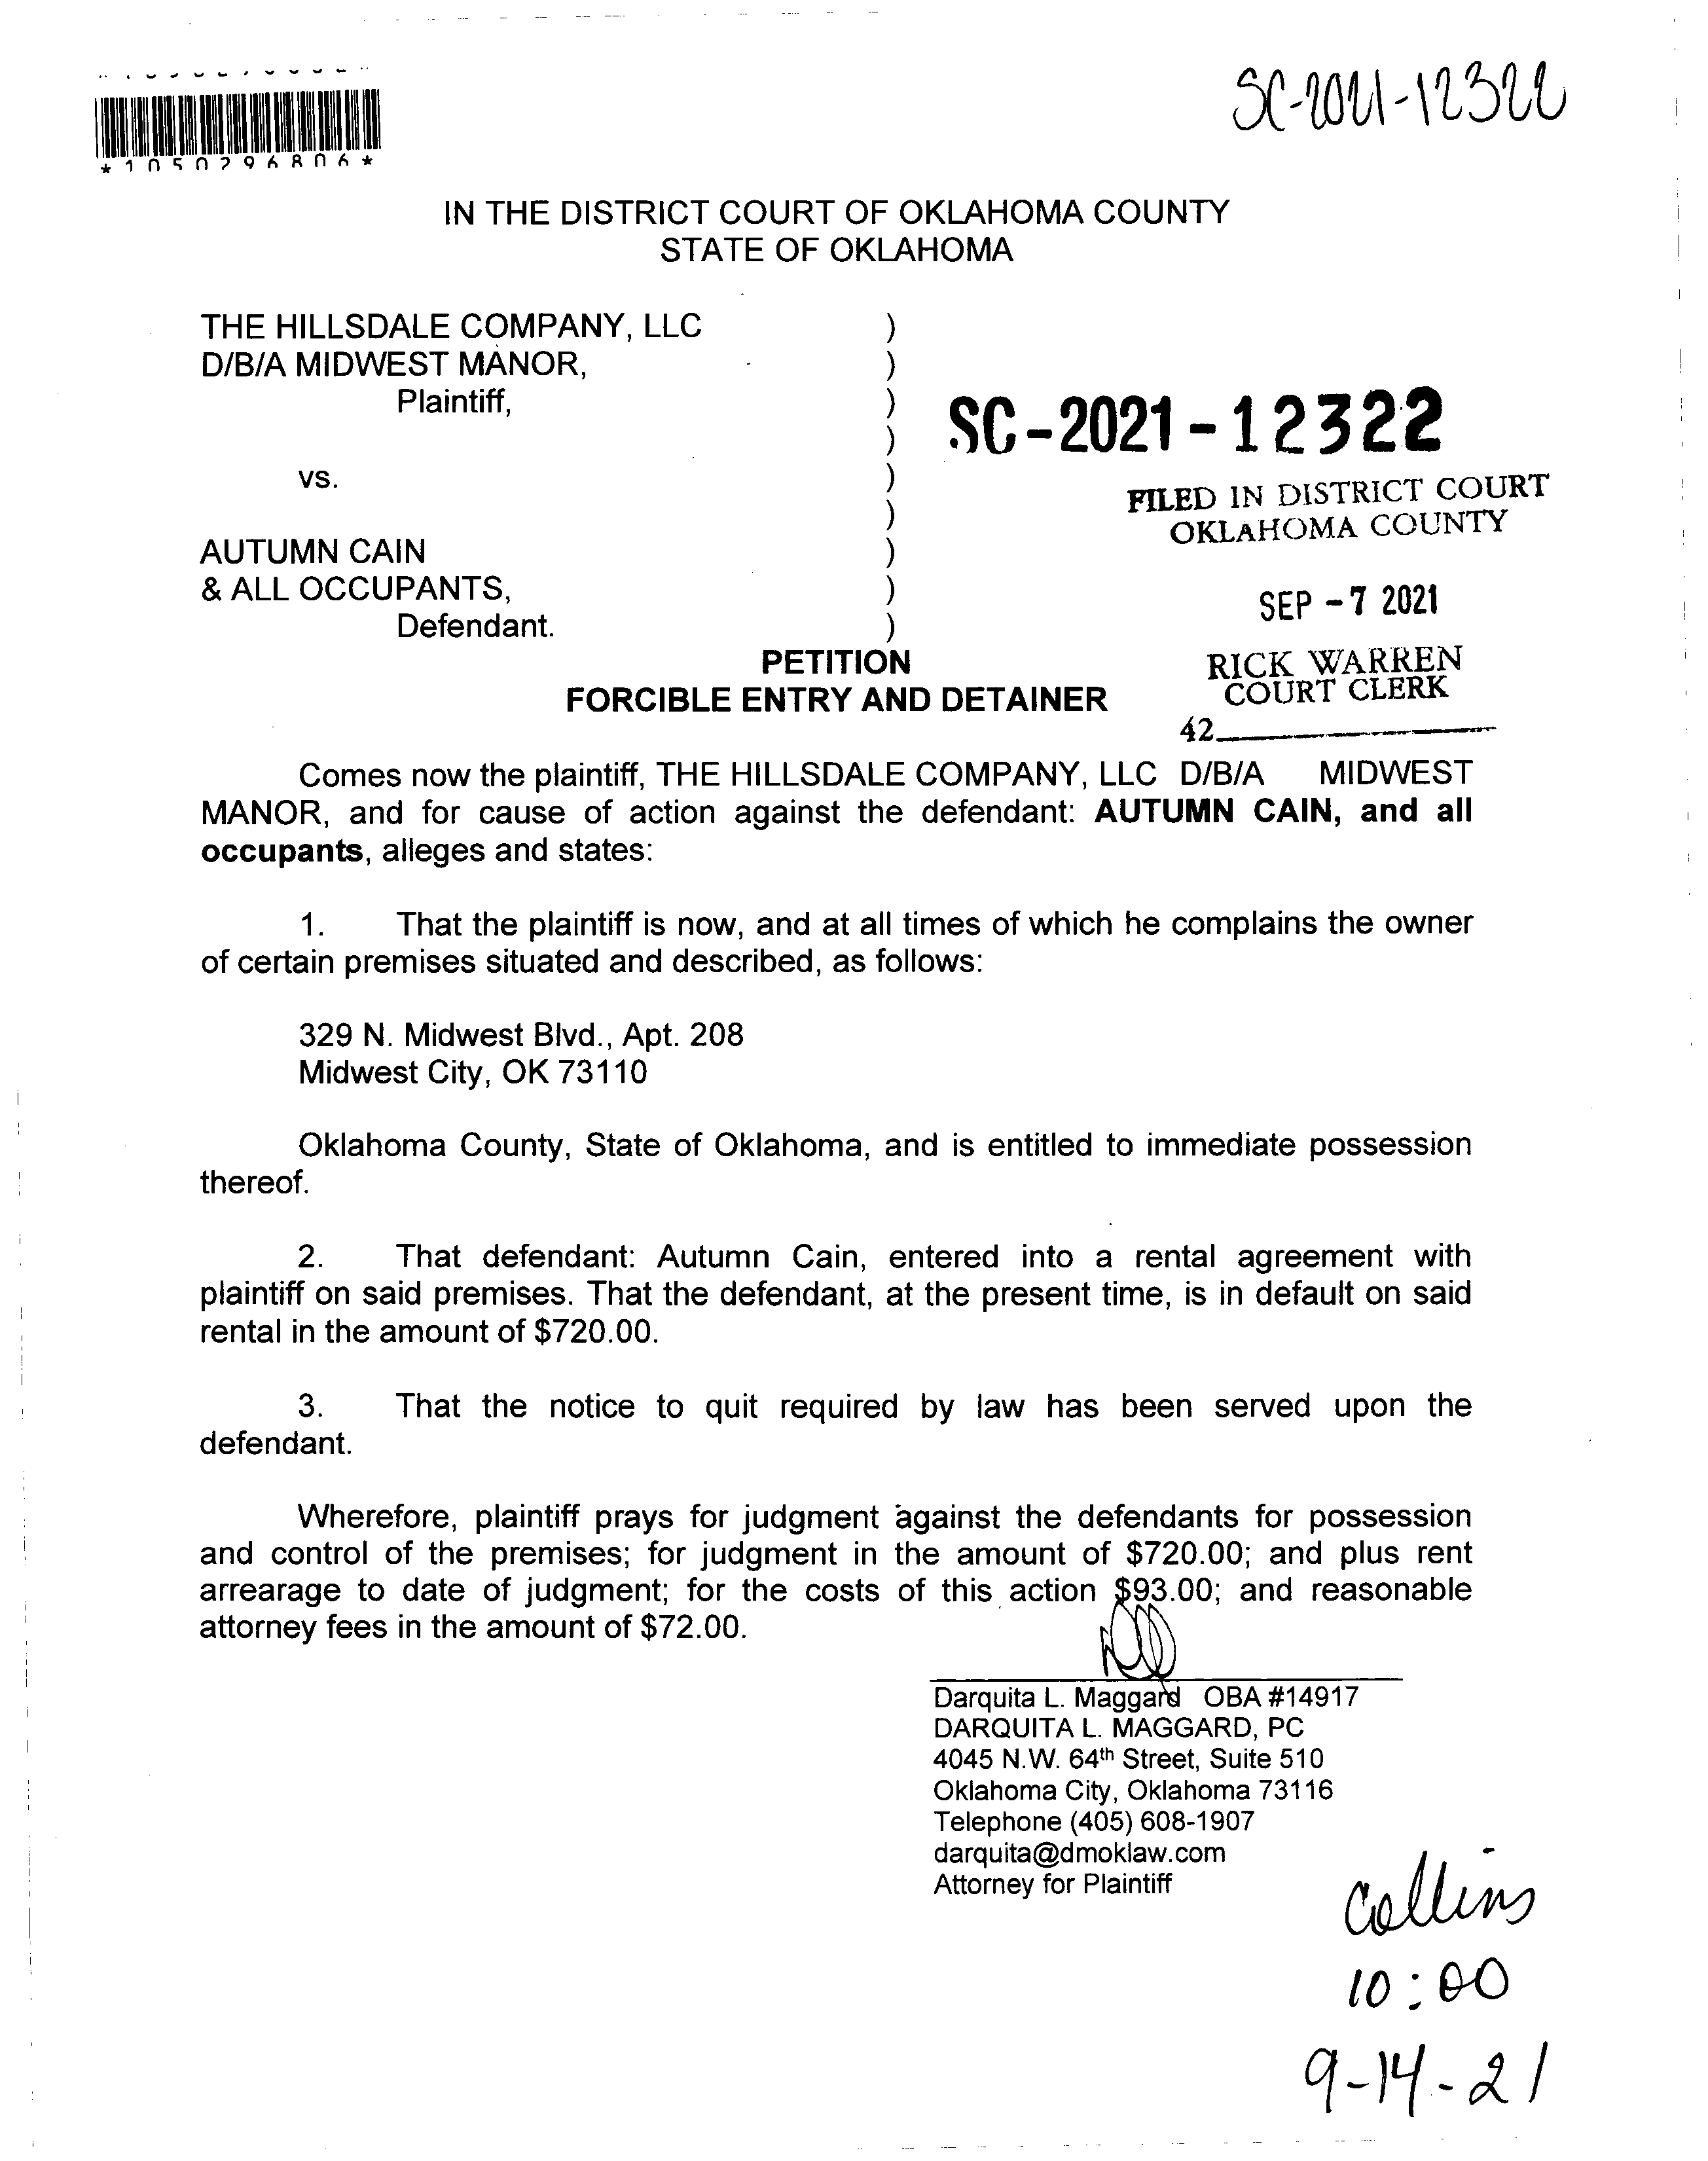 SC-2021-12322
*1050296806*
IN THE DISTRICT COURT OF OKLAHOMA COUNTY
STATE OF OKLAHOMA
THE HILLSDALE COMPANY, LLC )
D/B/A MIDWEST MANOR, )
Plaintiff, )
)
SC-2021-12322
vs. )
FILED IN DISTRICT COURT
)
OKLAHOMA COUNTY
AUTUMN CAIN )
& ALL OCCUPANTS, )
SEP -7 2021
Defendant. )
PETITION
RICK WARREN
FORCIBLE ENTRY AND DETAINER
COURT CLERK
42
Comes now the plaintiff, THE HILLSDALE COMPANY, LLC D/B/A MIDWEST
MANOR, and for cause of action against the defendant: AUTUMN CAIN, and all
occupants, alleges and states:
1. That the plaintiff is now, and at all times of which he complains the owner
of certain premises situated and described, as follows:
329 N. Midwest Blvd., Apt. 208
Midwest City, OK 73110
Oklahoma County, State of Oklahoma, and is entitled to immediate possession
thereof.
2. That defendant: Autumn Cain, entered into a rental agreement with
plaintiff on said premises. That the defendant, at the present time, is in default on said
rental in the amount of $720.00.
3. That the notice to quit required by law has been served upon the
defendant.
Wherefore, plaintiff prays for judgment against the defendants for possession
and control of the premises; for judgment in the amount of $720.00; and plus rent
arrearage to date of judgment; for the costs of this action $93.00; and reasonable
attorney fees in the amount of $72.00.
Darquita L. Maggard OBA #14917
DARQUITA L. MAGGARD, PC
4045 N.W. 64th Street, Suite 510
Oklahoma City, Oklahoma 73116
Telephone (405) 608-1907
darquita@dmoklaw.com
Attorney for Plaintiff
Collins
10:00
9-14-21